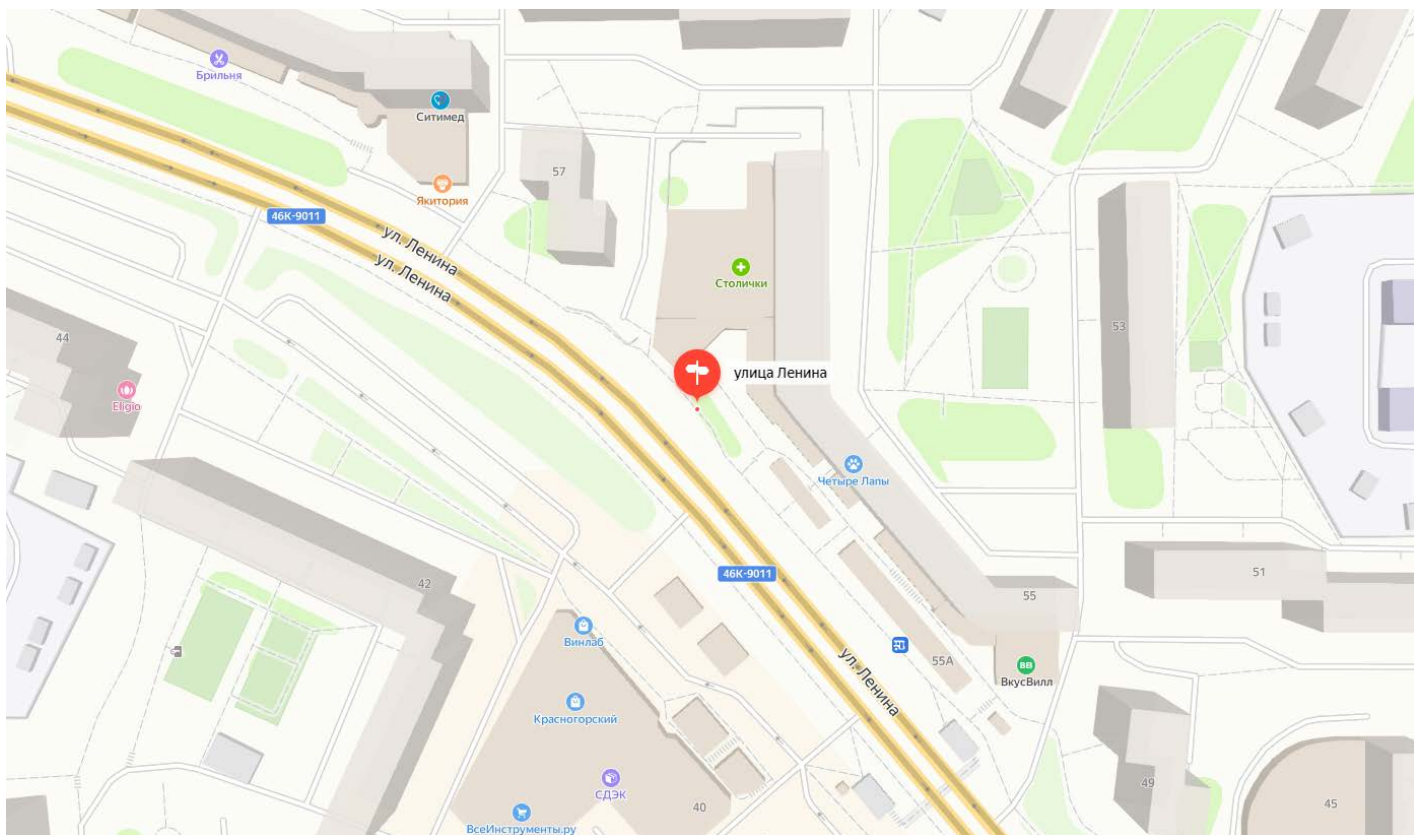 Брильня
Ситимед
57
Якитория
46К-9011
ул. Ленина
ул. Ленина
Столички
44
53
улица Ленина
Eligio
Четыре Лапы
42
46К-9011
51
55
Винлаб
ул. Ленина
55А
ВВ
ВкусВилл
Красногорский
СДЭК
49
40
45
ВсеИнструменты.ру